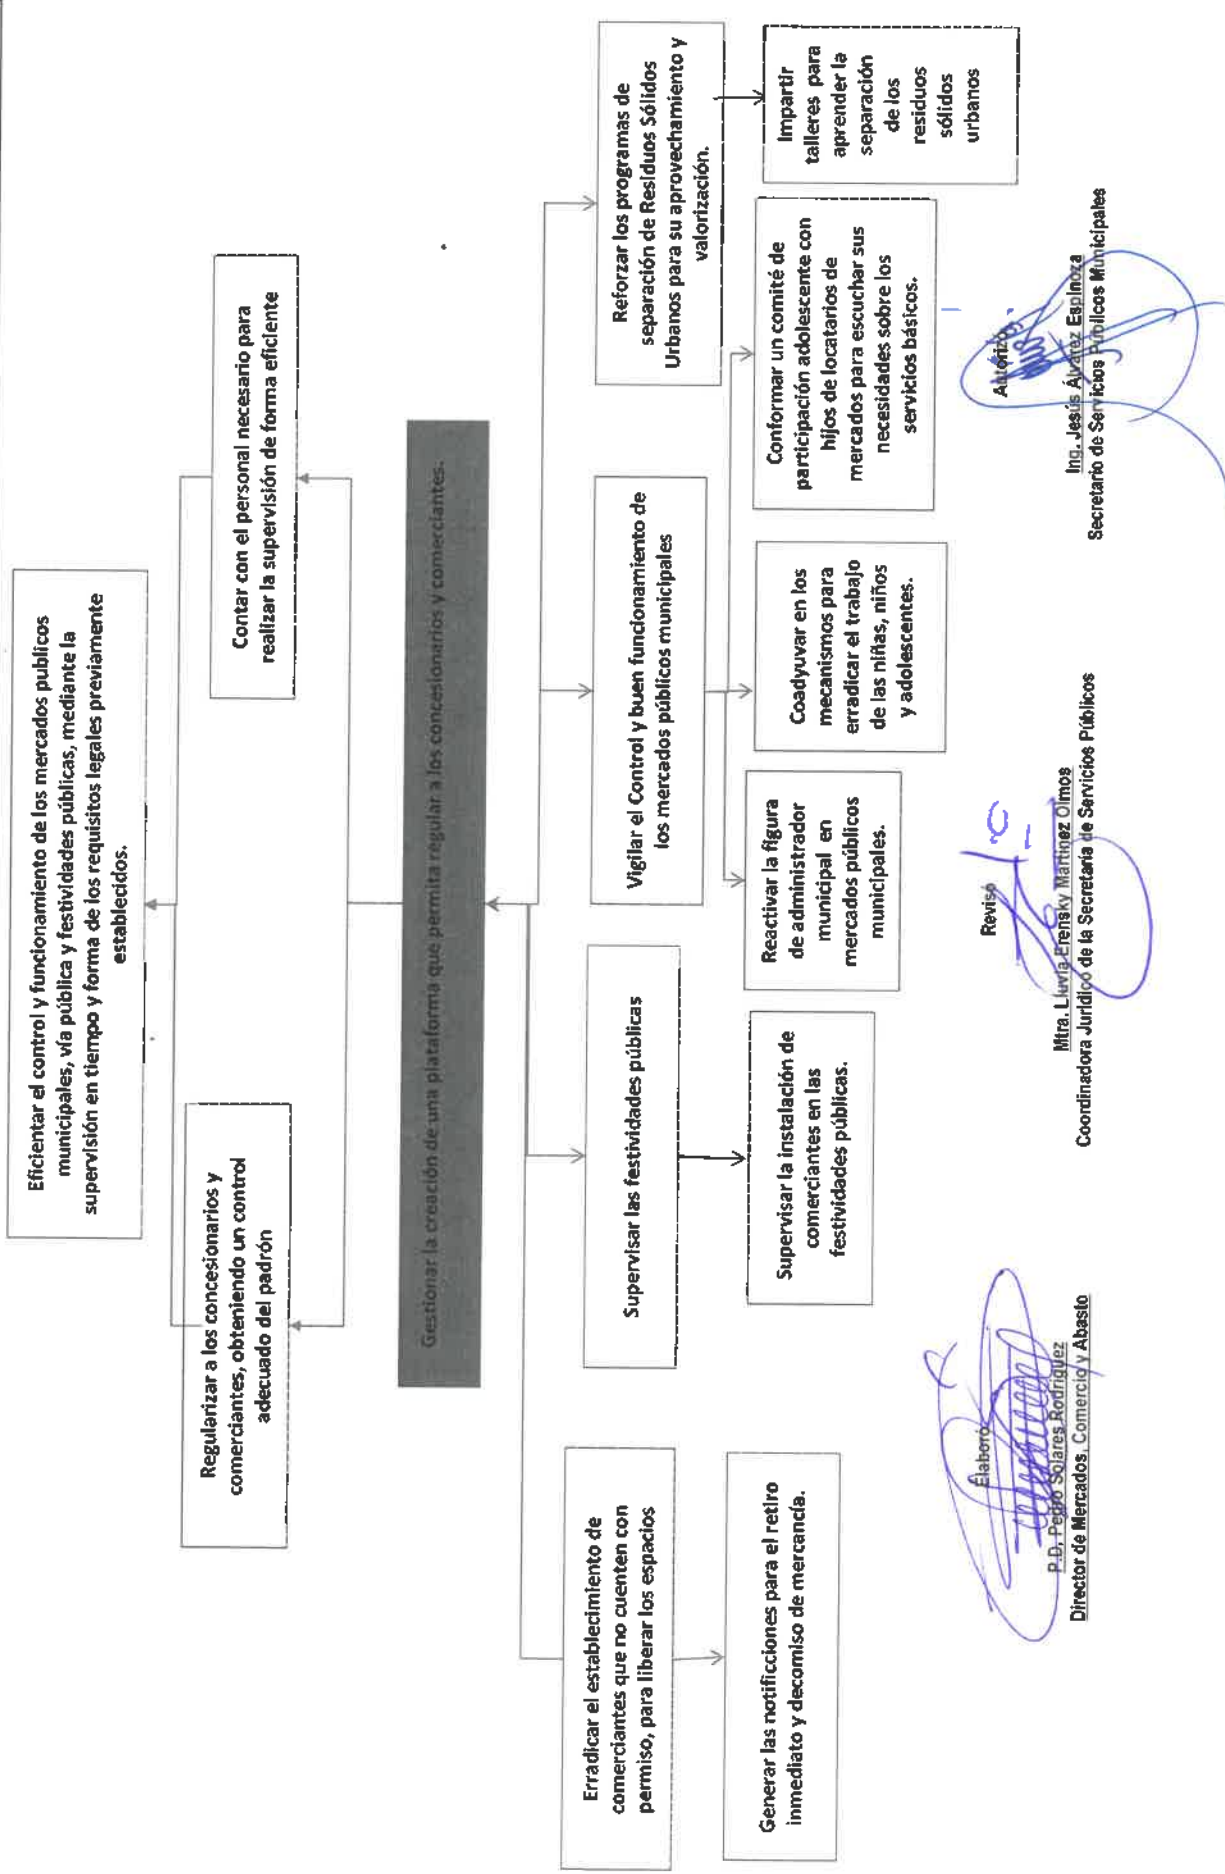 Eficientar el control y funcionamiento de los mercados publicos
municipales, vía pública y festividades públicas, mediante la
supervisión en tiempo y forma de los requisitos legales previamente
establecidos.
Regularizar a los concesionarios y
comerciantes, obteniendo un control
adecuado del padrón
Contar con el personal necesario para
realizar la supervisión de forma eficiente
Gestionar la creación de una plataforma que permita regular a los concesionarios y comerciantes.
Erradicar el establecimiento de
comerciantes que no cuenten con
permiso, para liberar los espacios
Supervisar las festividades públicas
Vigilar el Control y buen funcionamiento de
los mercados públicos municipales
Reforzar los programas de
separación de Residuos Sólidos
Urbanos para su aprovechamiento y
valorización.
Generar las notificciones para el retiro
inmediato y decomiso de mercancía.
Supervisar la instalación de
comerciantes en las
festividades públicas.
Reactivar la figura
de administrador
municipal en
mercados públicos
municipales.
Coadyuvar en los
mecanismos para
erradicar el trabajo
de las niñas, niños
y adolescentes.
Conformar un comité de
participación adolescente con
hijos de locatarios de
mercados para escuchar sus
necesidades sobre los
servicios básicos.
Impartir
talleres para
aprender la
separación
de los
residuos
sólidos
urbanos
Elaboró
P.D. Pedro Solares Rodríguez
Director de Mercados, Comercio y Abasto
Revisó
Mtra. Lluvia Erensky Martínez Olmos
Coordinadora Jurídico de la Secretaría de Servicios Públicos
Autorizó
Ing. Jesús Álvarez Espinoza
Secretario de Servicios Públicos Municipales